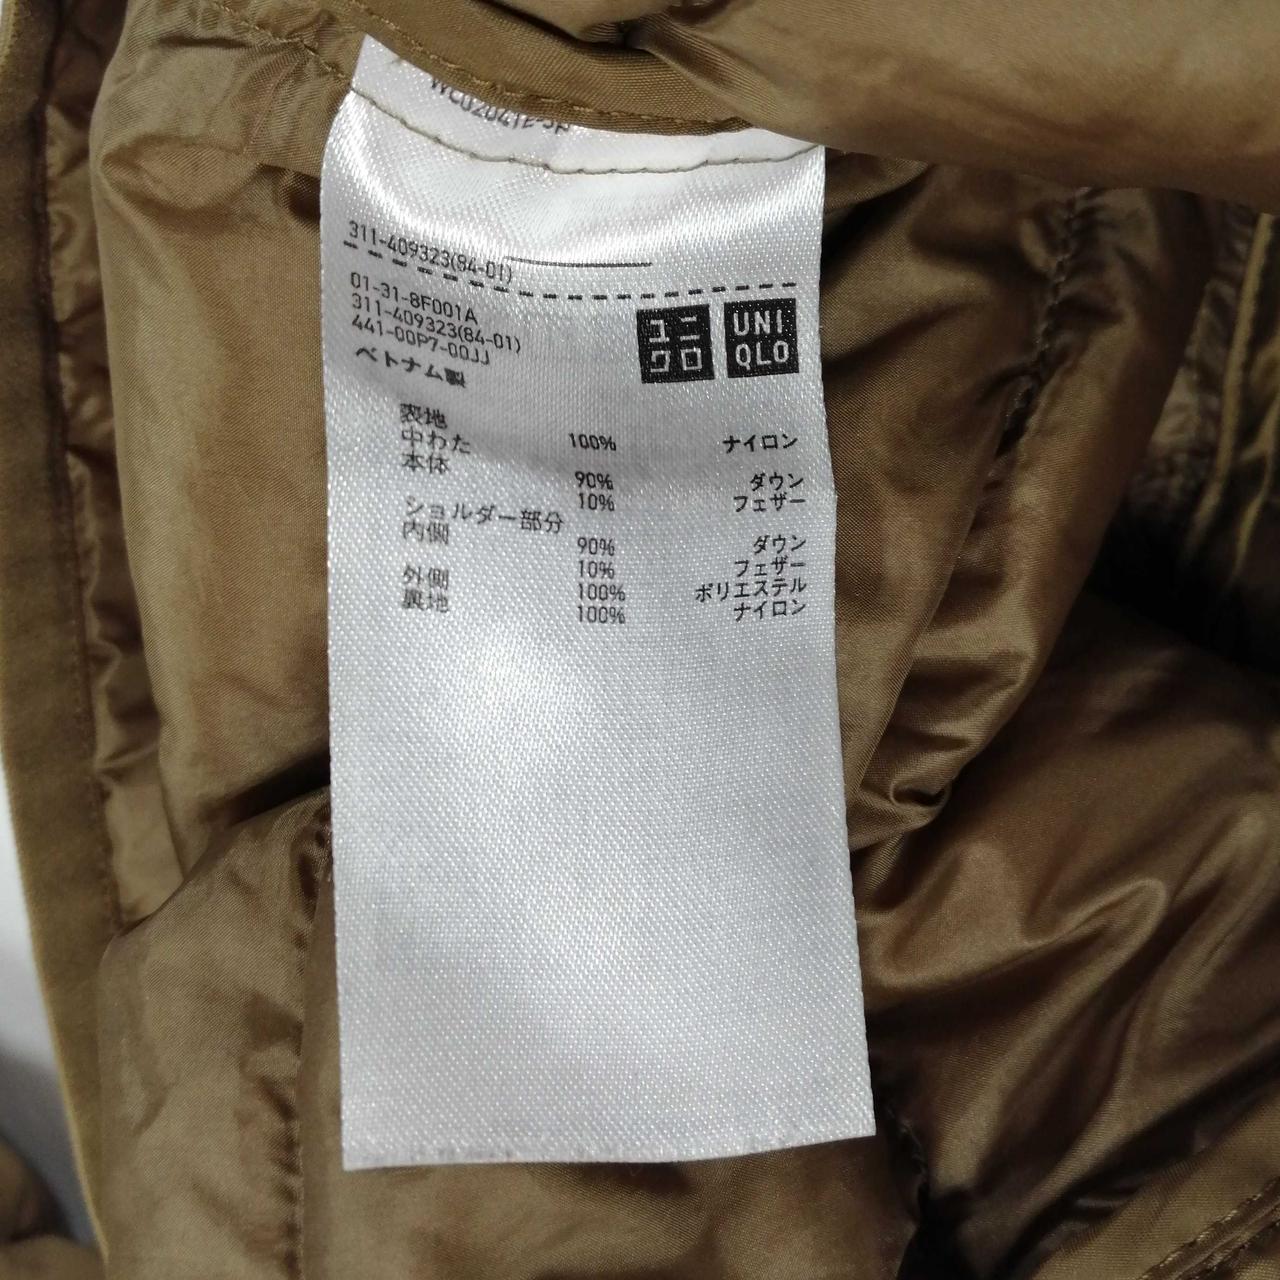 WC02041E-SP
311-409323(84-01)
01-31-8F001A
311-409323(84-01)
441-00P7-00JJ
ベトナム製
ユニ
クロ
UNI
QLO
表地
中わた 100% ナイロン
本体
90% ダウン
10% フェザー
ショルダー部分
内側 90% ダウン
10% フェザー
外側 100% ポリエステル
裏地 100% ナイロン